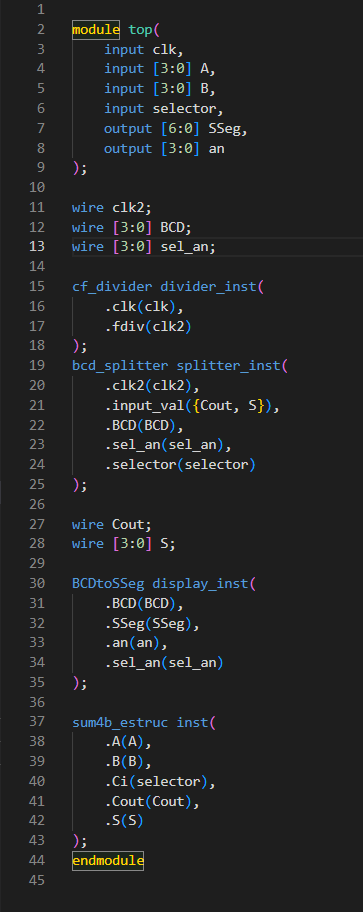 1
2 module top(
3     input clk,
4     input [3:0] A,
5     input [3:0] B,
6     input selector,
7     output [6:0] SSeg,
8     output [3:0] an
9 );
10
11 wire clk2;
12 wire [3:0] BCD;
13 wire [3:0] sel_an;
14
15 cf_divider divider_inst(
16     .clk(clk),
17     .fdiv(clk2)
18 );
19 bcd_splitter splitter_inst(
20     .clk2(clk2),
21     .input_val({Cout, S}),
22     .BCD(BCD),
23     .sel_an(sel_an),
24     .selector(selector)
25 );
26
27 wire Cout;
28 wire [3:0] S;
29
30 BCDtoSSeg display_inst(
31     .BCD(BCD),
32     .SSeg(SSeg),
33     .an(an),
34     .sel_an(sel_an)
35 );
36
37 sum4b_estruc inst(
38     .A(A),
39     .B(B),
40     .Ci(selector),
41     .Cout(Cout),
42     .S(S)
43 );
44 endmodule
45